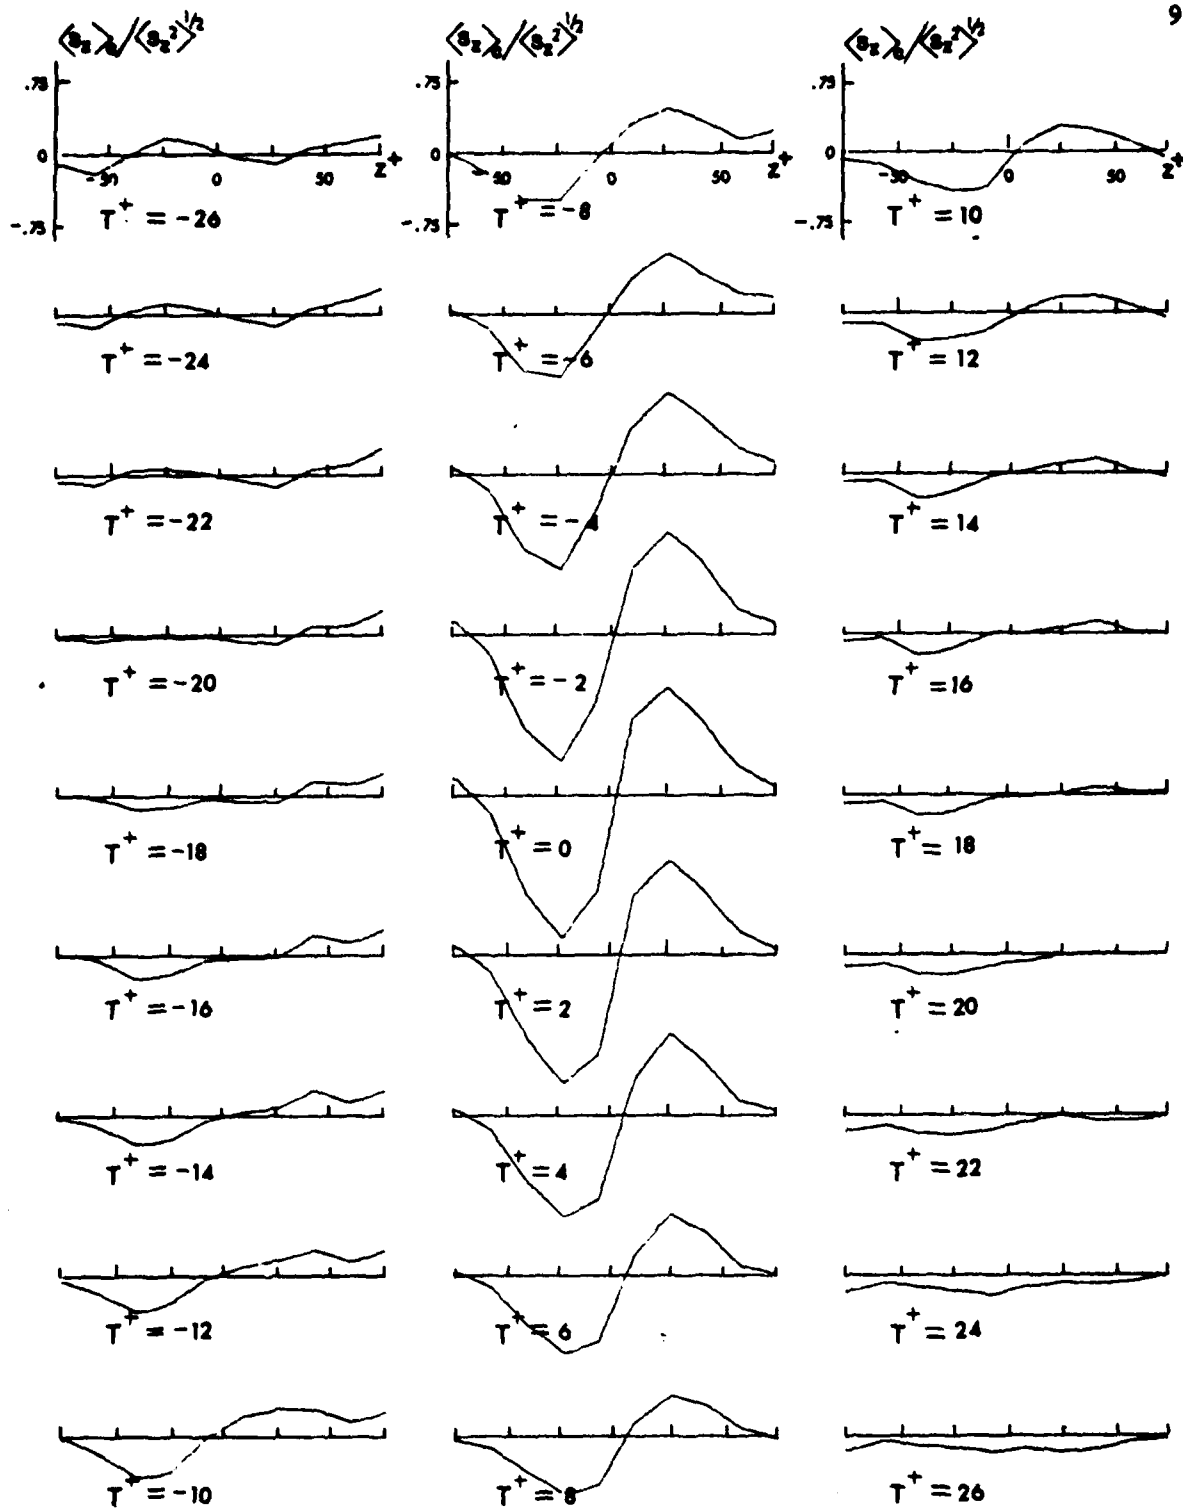 9
⟨s_z⟩_c/⟨s_z²⟩^1/2 ⟨s_z⟩_c/⟨s_z²⟩^1/2 ⟨s_z⟩_c/⟨s_z²⟩^1/2
.75 .75 .75
0 0 0
-50 0 50 z⁺ -50 0 50 z⁺ -50 0 50 z⁺
-.75 -.75 -.75
T⁺ = -26 T⁺ = -8 T⁺ = 10
T⁺ = -24 T⁺ = -6 T⁺ = 12
T⁺ = -22 T⁺ = -4 T⁺ = 14
T⁺ = -20 T⁺ = -2 T⁺ = 16
T⁺ = -18 T⁺ = 0 T⁺ = 18
T⁺ = -16 T⁺ = 2 T⁺ = 20
T⁺ = -14 T⁺ = 4 T⁺ = 22
T⁺ = -12 T⁺ = 6 T⁺ = 24
T⁺ = -10 T⁺ = 8 T⁺ = 26